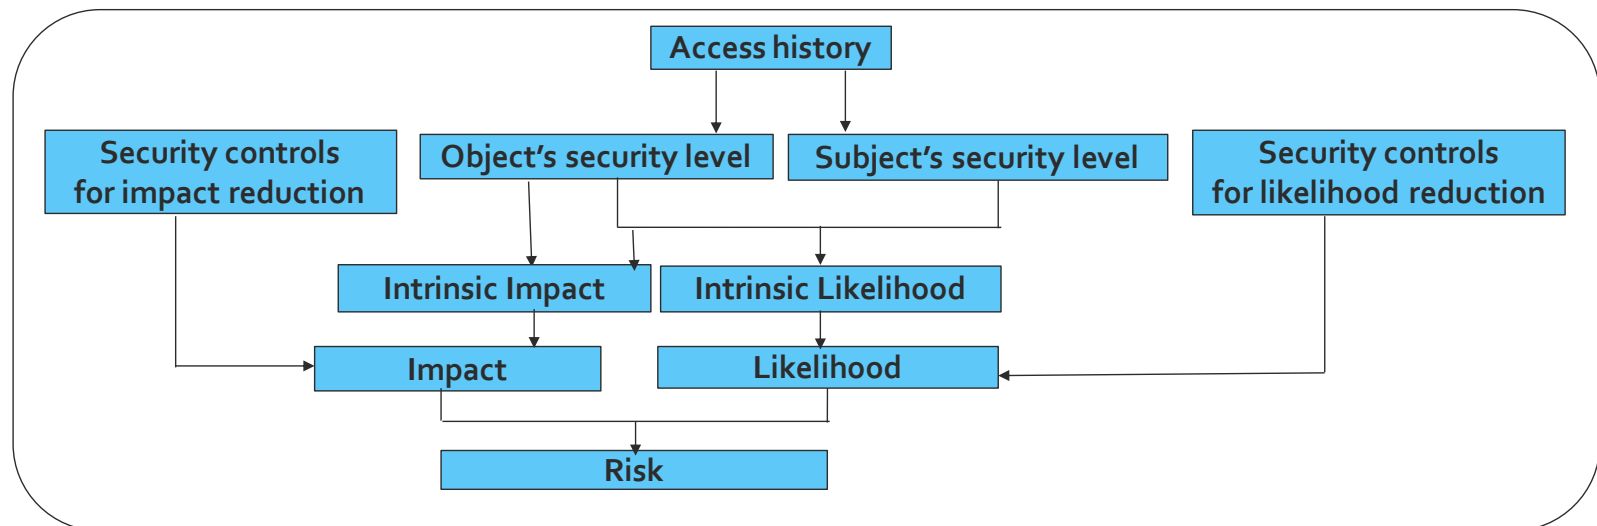 Access history
Security controls
for impact reduction
Object’s security level
Subject’s security level
Security controls
for likelihood reduction
Intrinsic Impact
Intrinsic Likelihood
Impact
Likelihood
Risk